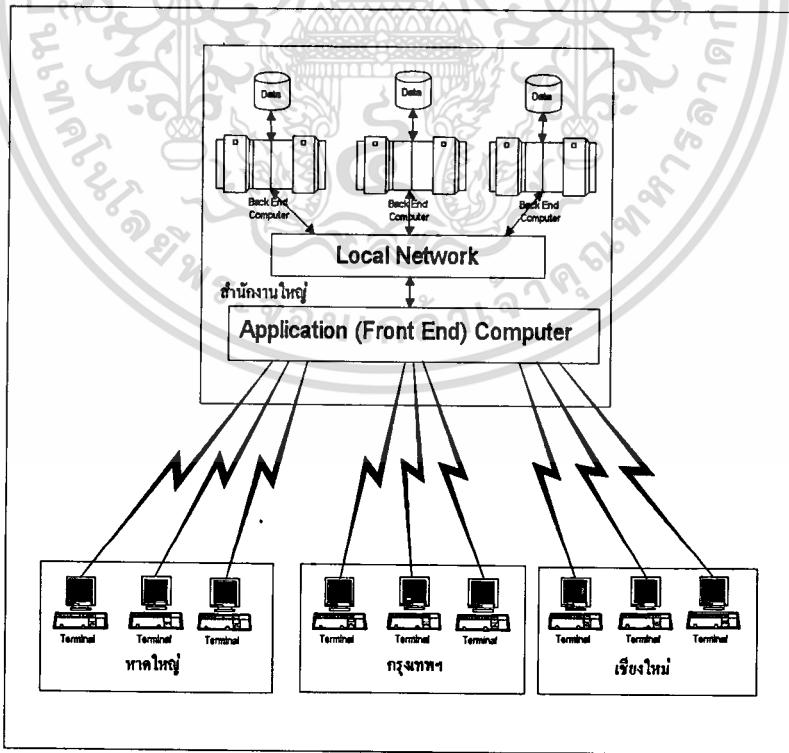 Data Data Data
Back End Computer Back End Computer Back End Computer
Local Network
สำนักงานใหญ่
Application (Front End) Computer
Terminal Terminal Terminal Terminal Terminal Terminal Terminal Terminal Terminal
หาดใหญ่ กรุงเทพฯ เชียงใหม่